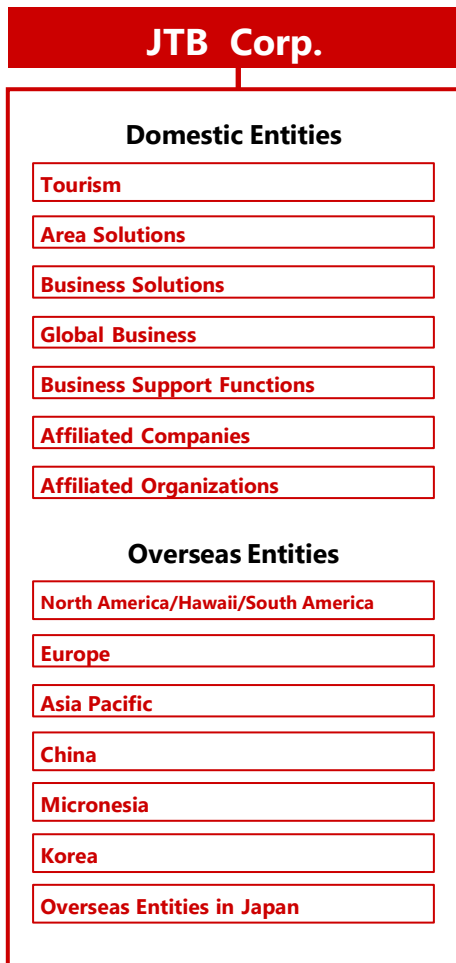 JTB Corp.
Domestic Entities
Tourism
Area Solutions
Business Solutions
Global Business
Business Support Functions
Affiliated Companies
Affiliated Organizations
Overseas Entities
North America/Hawaii/South America
Europe
Asia Pacific
China
Micronesia
Korea
Overseas Entities in Japan